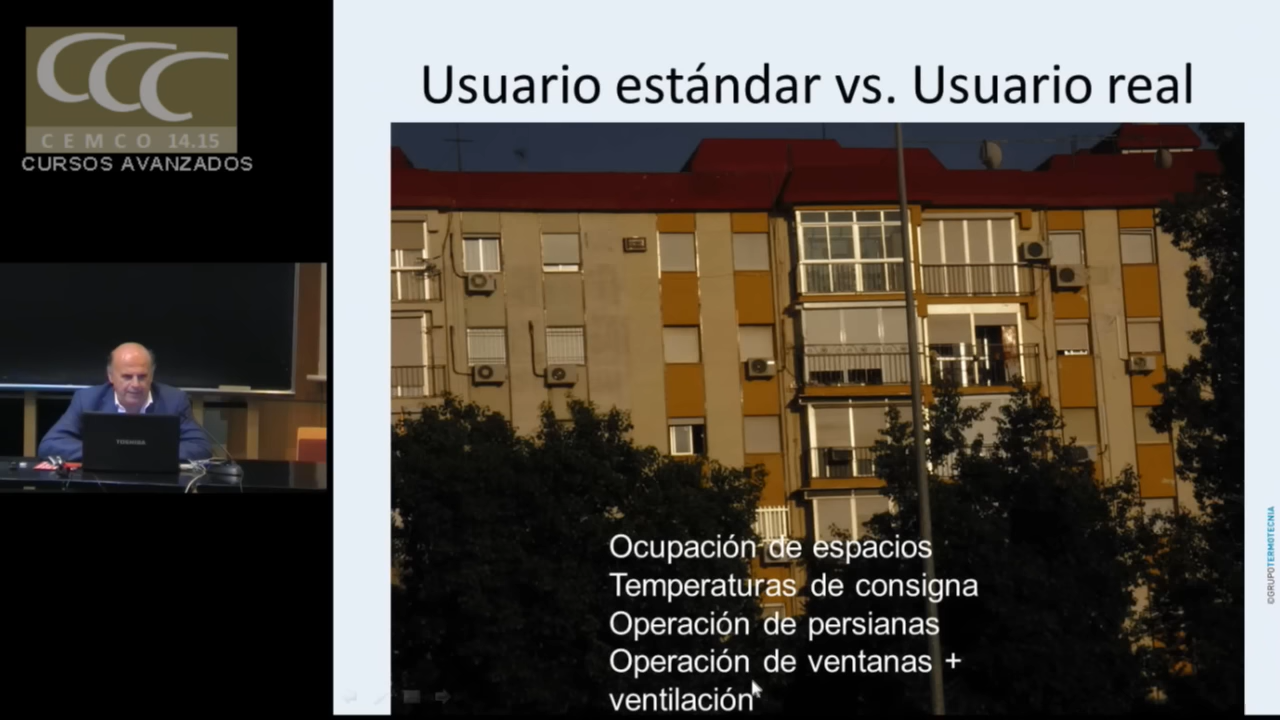 CCC
CEMCO 14.15
CURSOS AVANZADOS
TOSHIBA
Usuario estándar vs. Usuario real
Ocupación de espacios
Temperaturas de consigna
Operación de persianas
Operación de ventanas +
ventilación
©GRUPOTERMOTECNIA